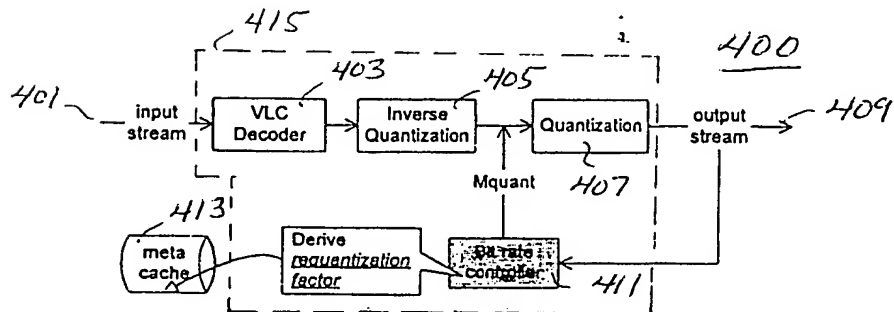 415
400
403
405
401
input
stream
VLC
Decoder
Inverse
Quantization
Quantization
output
stream
409
407
Mquant
413
meta
cache
Derive
requantization
factor
Bit rate
controller
411